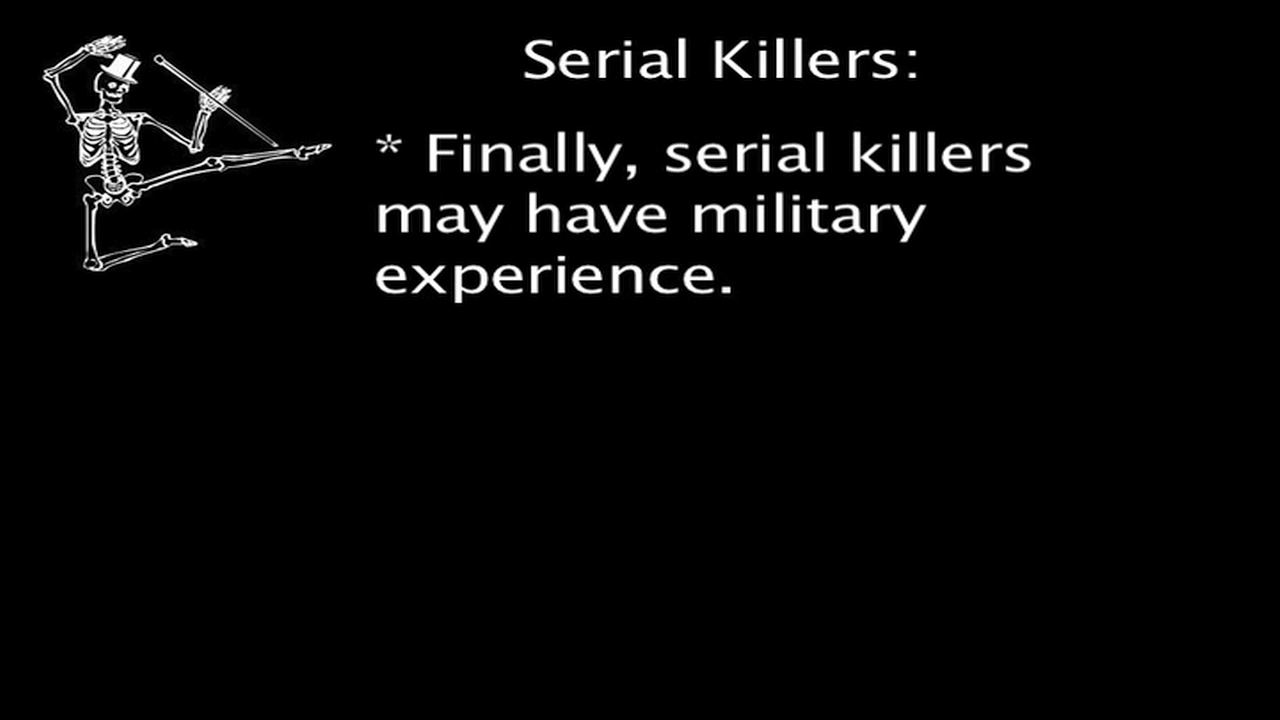 Serial Killers:
* Finally, serial killers
may have military
experience.